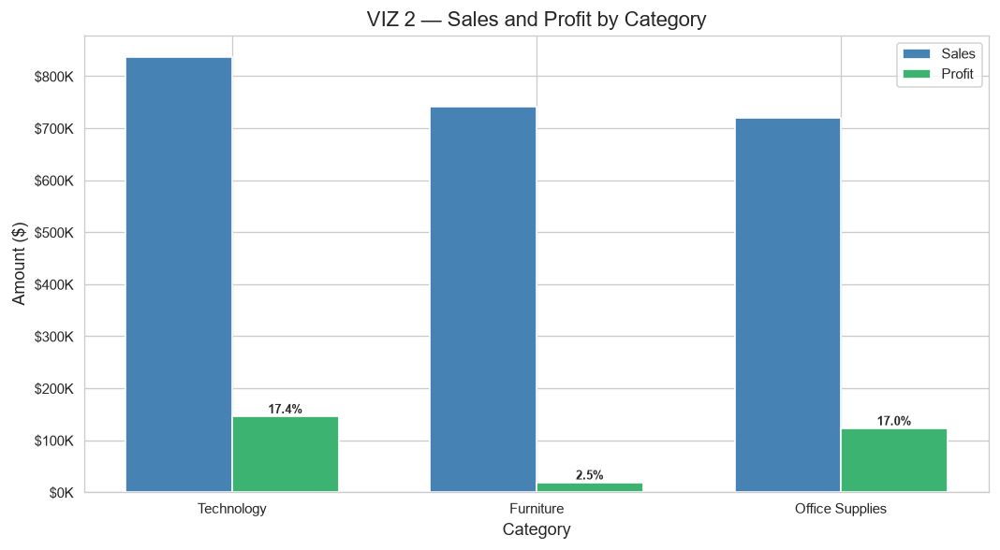 VIZ 2 — Sales and Profit by Category
Sales
Profit
Amount ($)
$800K
$700K
$600K
$500K
$400K
$300K
$200K
$100K
$0K
17.4%
2.5%
17.0%
Technology
Furniture
Office Supplies
Category